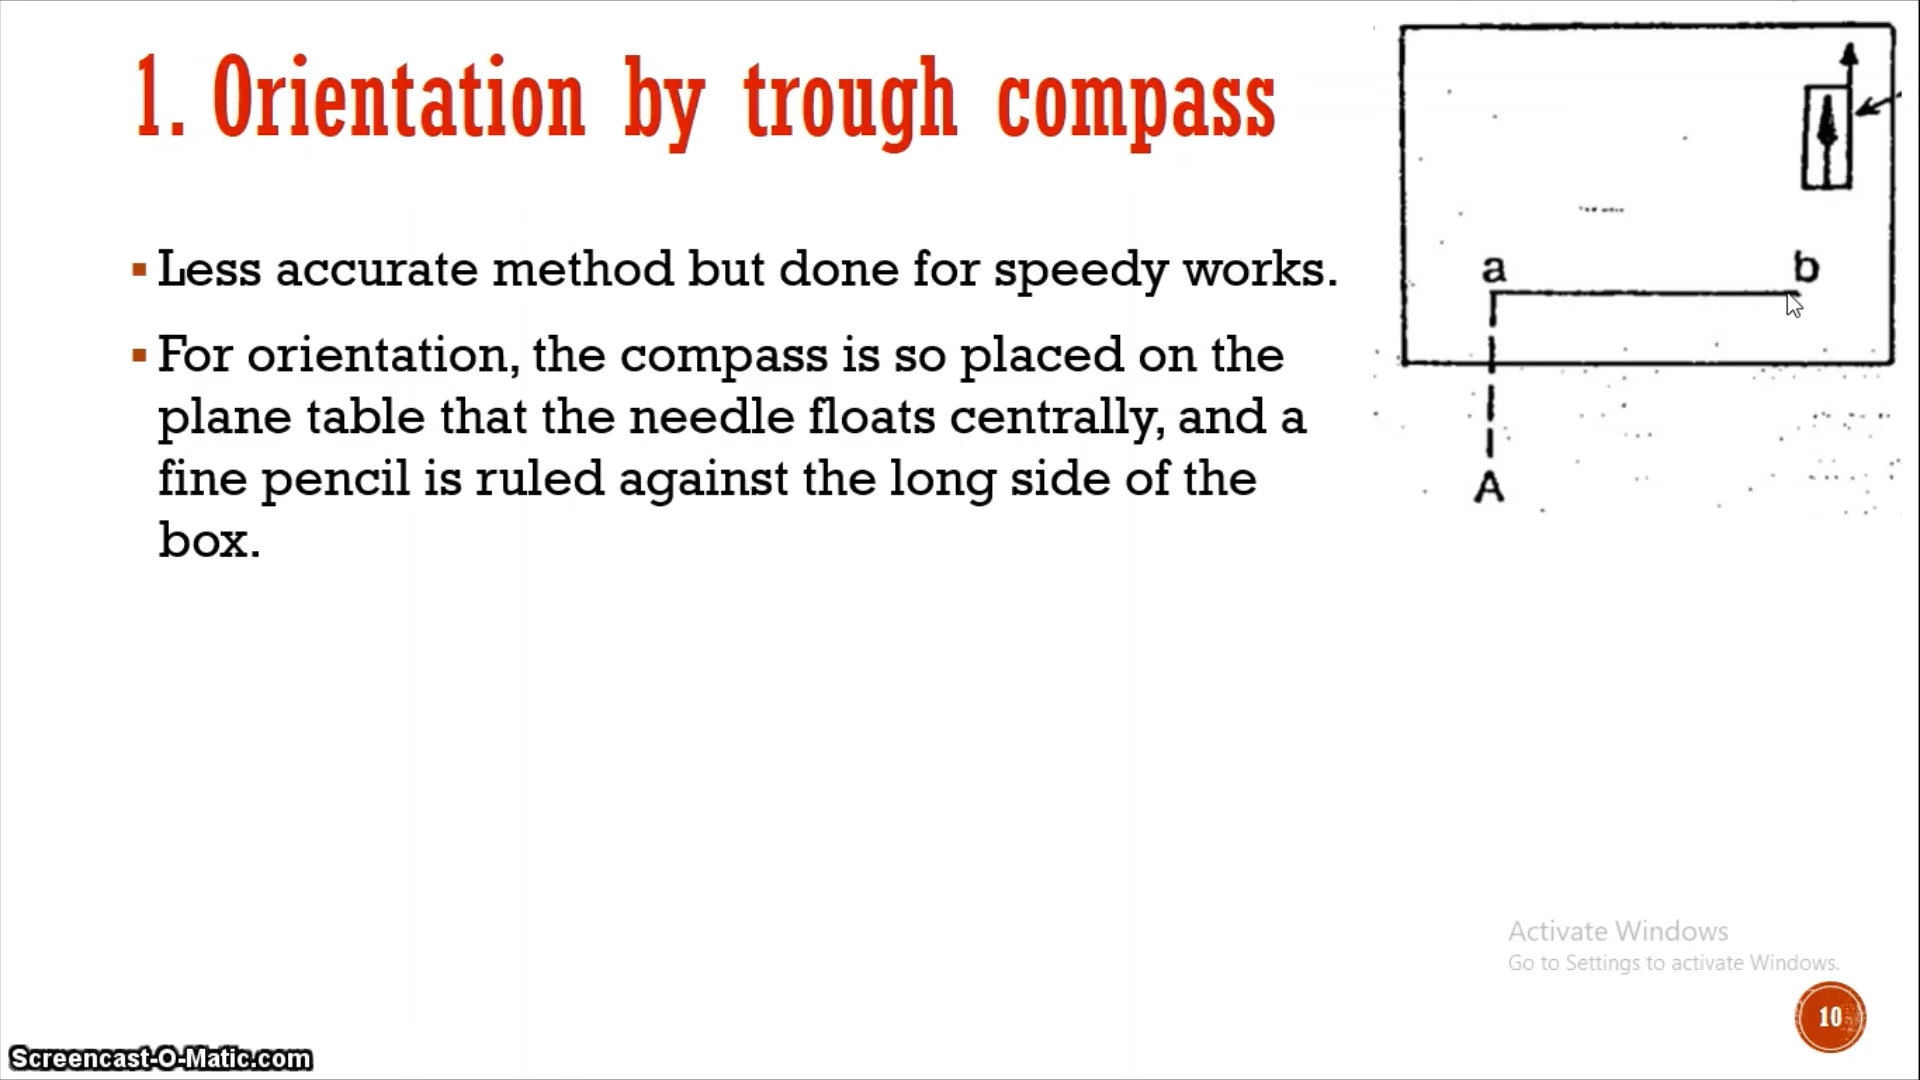 1. Orientation by trough compass
▪ Less accurate method but done for speedy works.
▪ For orientation, the compass is so placed on the
plane table that the needle floats centrally, and a
fine pencil is ruled against the long side of the
box.
a b
A
Activate Windows
Go to Settings to activate Windows.
10
Screencast-O-Matic.com